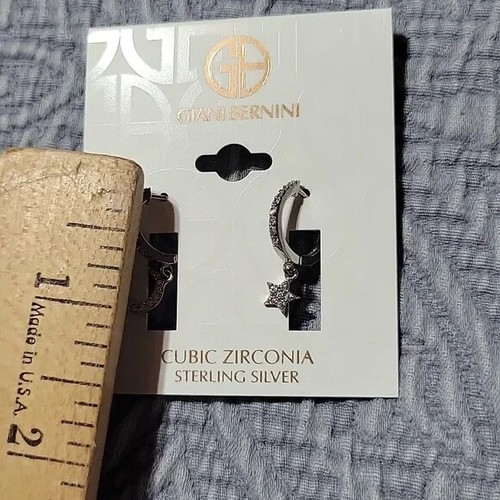 GB
GIANI BERNINI
1
Made in U.S.A.
2
CUBIC ZIRCONIA
STERLING SILVER